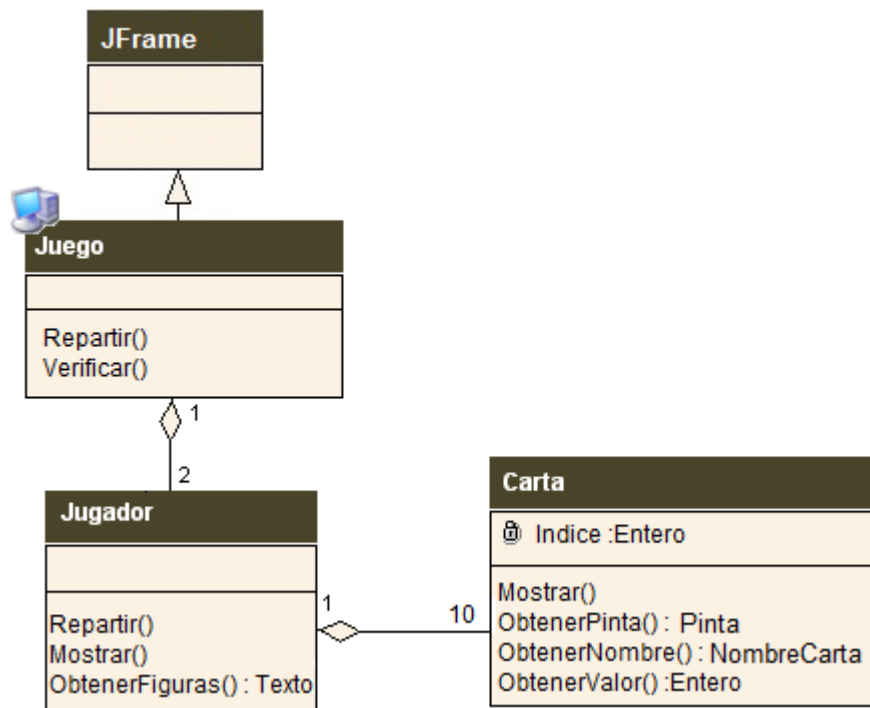 JFrame
Juego
Repartir()
Verificar()
1
2
Jugador
Repartir()
Mostrar()
ObtenerFiguras() : Texto
1
10
Carta
Indice :Entero
Mostrar()
ObtenerPinta() : Pinta
ObtenerNombre() : NombreCarta
ObtenerValor() :Entero